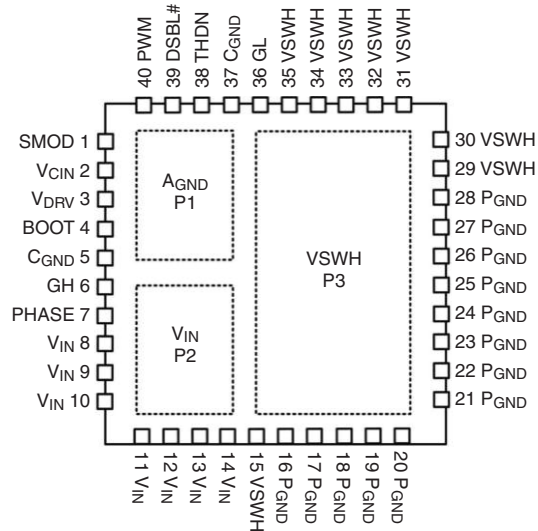 40 PWM
39 DSBL#
38 THDN
37 CGND
36 GL
35 VSWH
34 VSWH
33 VSWH
32 VSWH
31 VSWH
SMOD 1
VCIN 2
VDRV 3
BOOT 4
CGND 5
GH 6
PHASE 7
VIN 8
VIN 9
VIN 10
AGND
P1
VIN
P2
VSWH
P3
30 VSWH
29 VSWH
28 PGND
27 PGND
26 PGND
25 PGND
24 PGND
23 PGND
22 PGND
21 PGND
11 VIN
12 VIN
13 VIN
14 VIN
15 VSWH
16 PGND
17 PGND
18 PGND
19 PGND
20 PGND